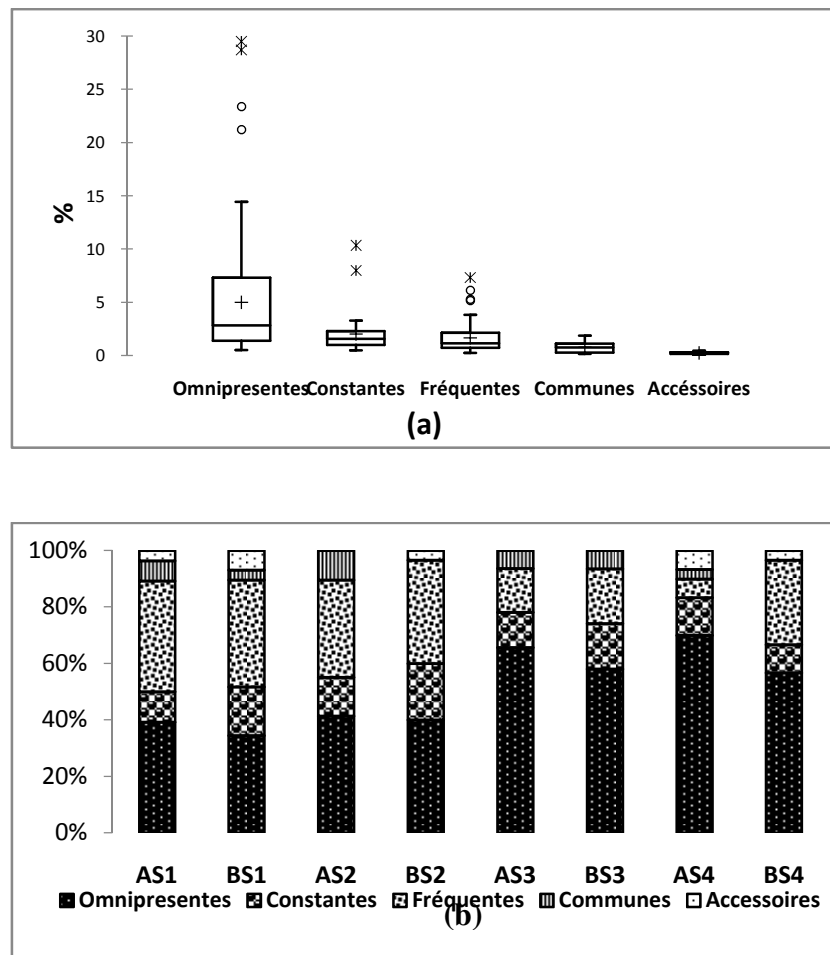 30
25
20
15
10
5
0
%
Omnipresentes Constantes Fréquentes Communes Accéssoires
(a)
100%
80%
60%
40%
20%
0%
AS1 BS1 AS2 BS2 AS3 BS3 AS4 BS4
Omnipresentes Constantes Fréquentes Communes Accessoires
(b)